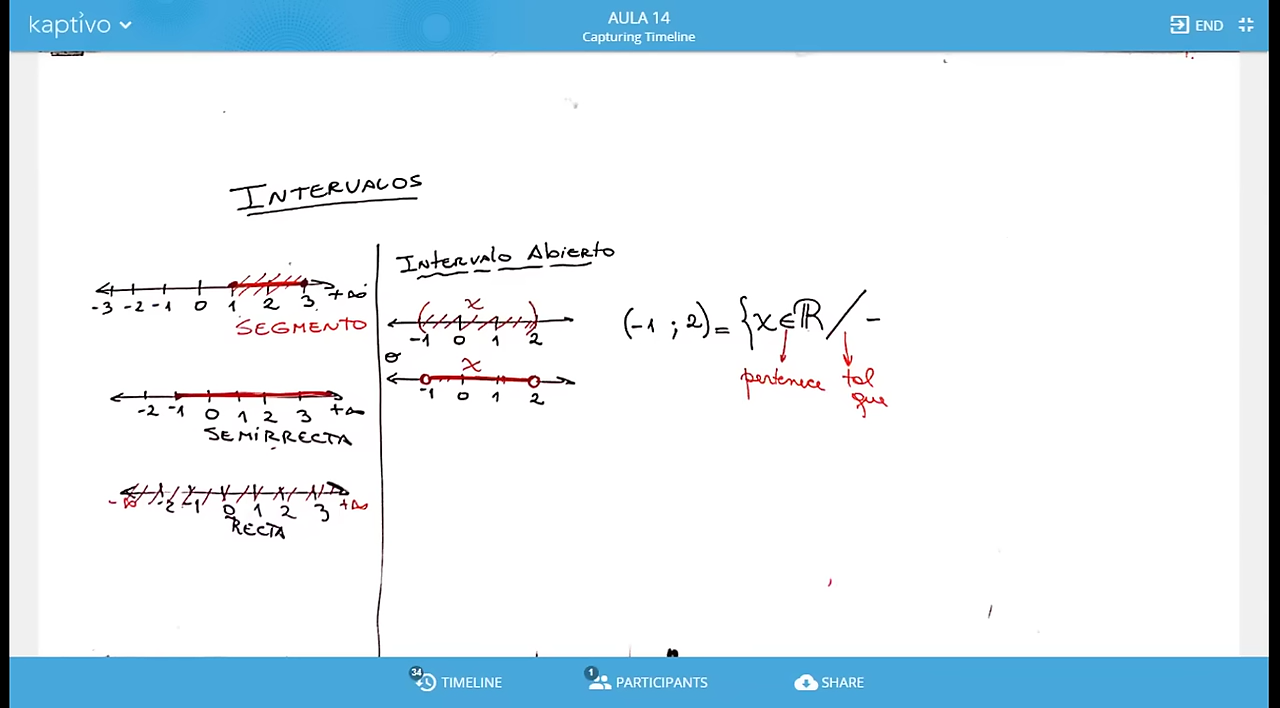 kaptivo
AULA 14
Capturing Timeline
END
INTERVALOS
-3 -2 -1 0 1 2 3 +∞
SEGMENTO
-2 -1 0 1 2 3 +∞
SEMIRRECTA
-∞ -2 -1 0 1 2 3 +∞
RECTA
Intervalo Abierto
x
( )
-1 0 1 2
o
x
-1 0 1 2
(-1 ; 2) = {x ∈ ℝ / -
pertenece tal
que
34 TIMELINE
1 PARTICIPANTS
SHARE